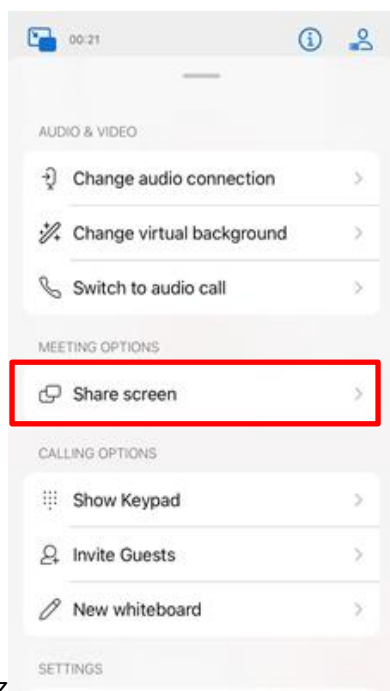 00:21
AUDIO & VIDEO
Change audio connection
Change virtual background
Switch to audio call
MEETING OPTIONS
Share screen
CALLING OPTIONS
Show Keypad
Invite Guests
New whiteboard
SETTINGS